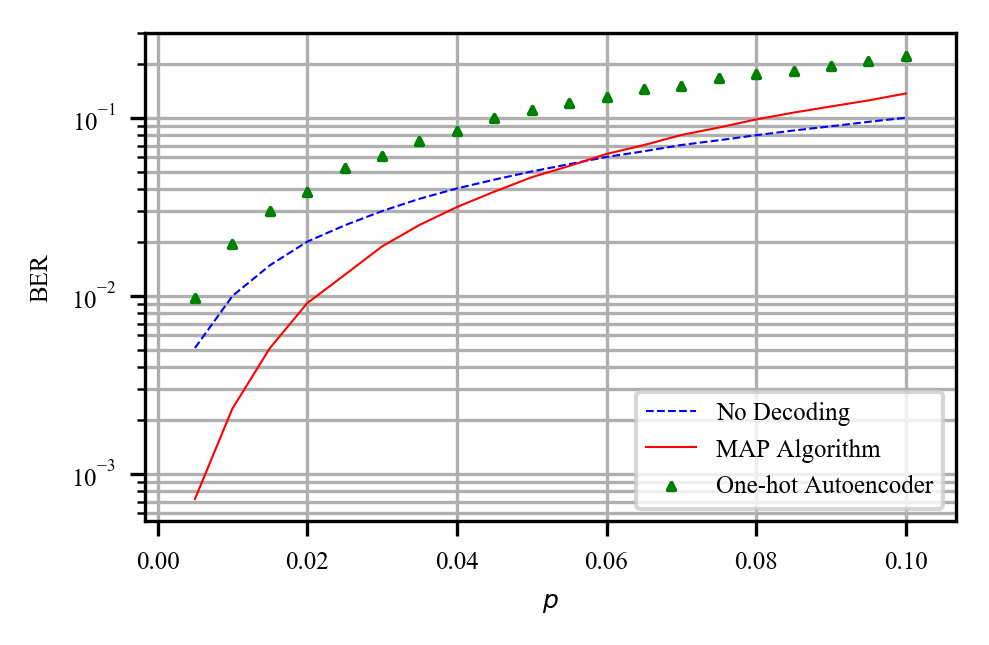 BER
10⁻¹
10⁻²
10⁻³
No Decoding
MAP Algorithm
One-hot Autoencoder
0.00 0.02 0.04 0.06 0.08 0.10
p